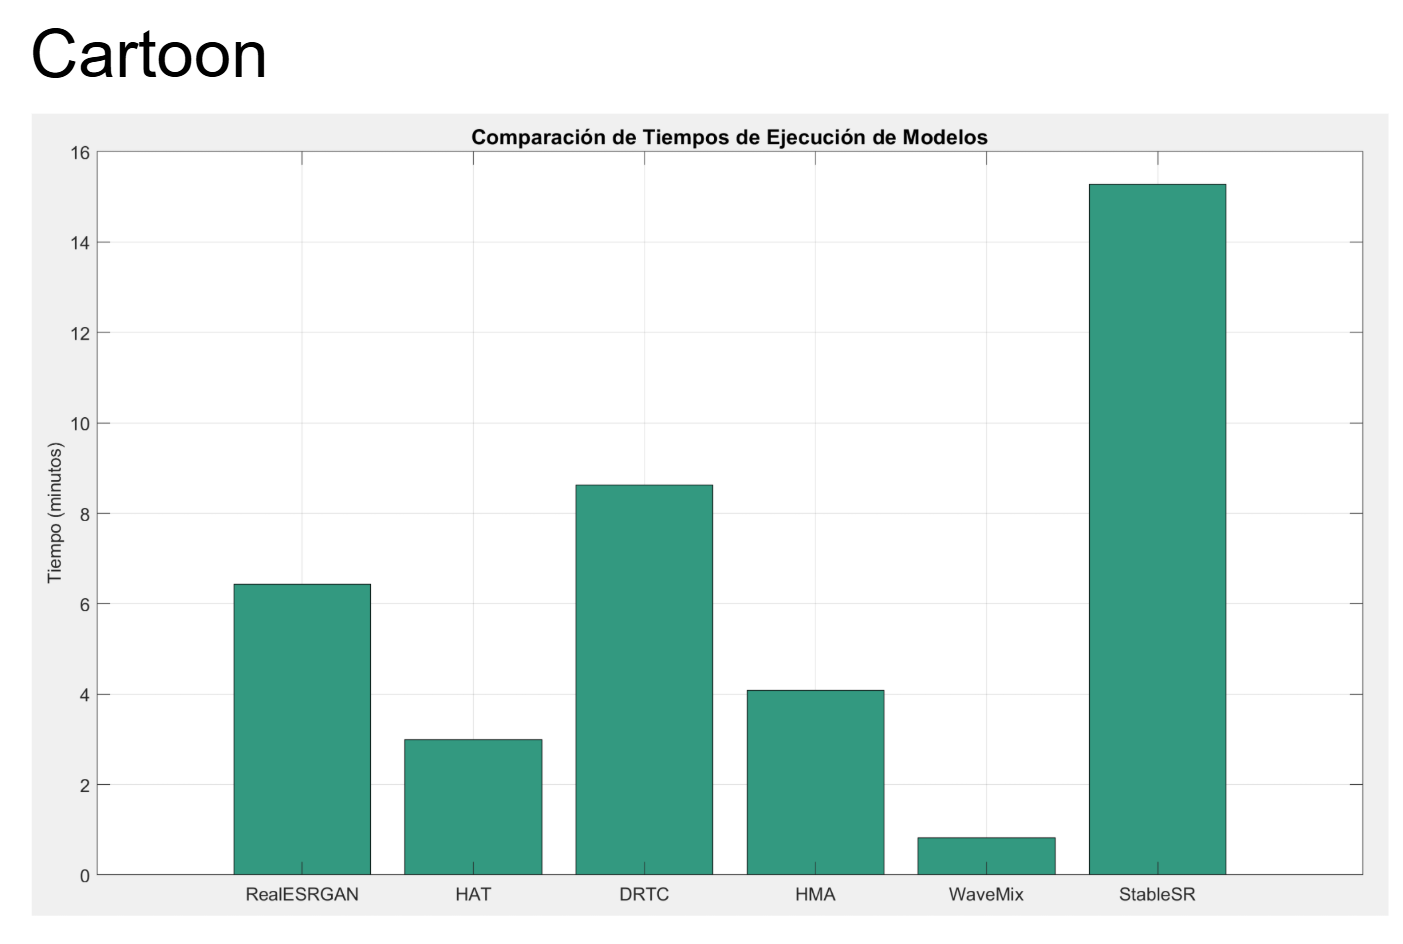 Cartoon
Comparación de Tiempos de Ejecución de Modelos
16
14
12
10
8
6
4
2
0
Tiempo (minutos)
RealESRGAN
HAT
DRTC
HMA
WaveMix
StableSR